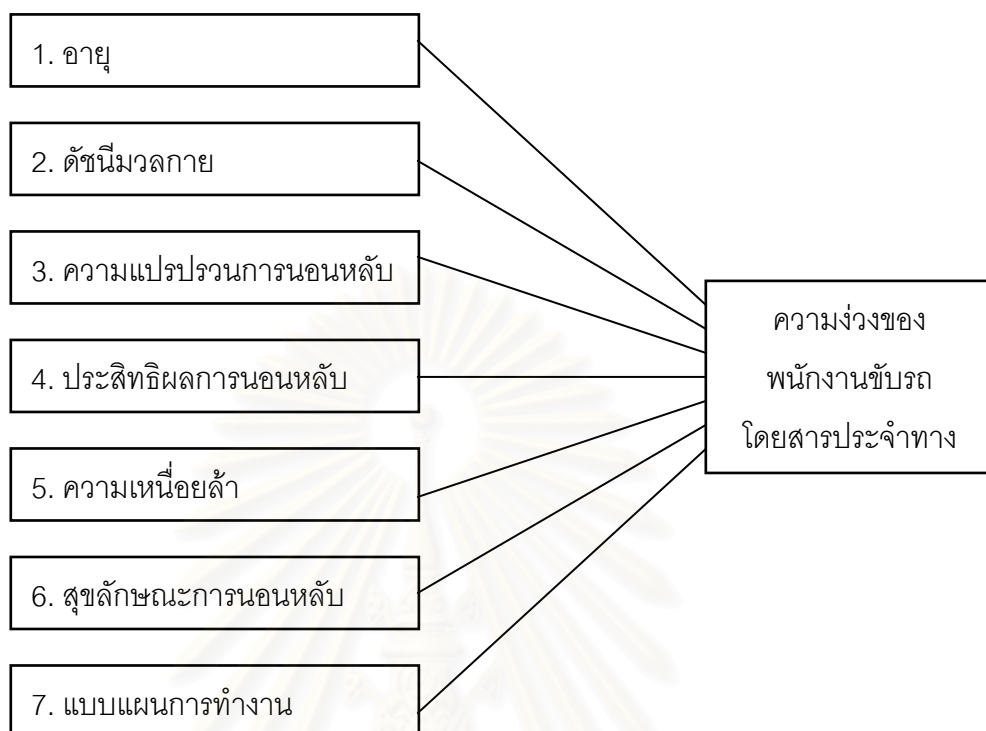 1. อายุ
2. ดัชนีมวลกาย
3. ความแปรปรวนการนอนหลับ
4. ประสิทธิผลการนอนหลับ
5. ความเหนื่อยล้า
6. สุขลักษณะการนอนหลับ
7. แบบแผนการทำงาน
ความง่วงของ
พนักงานขับรถ
โดยสารประจำทาง